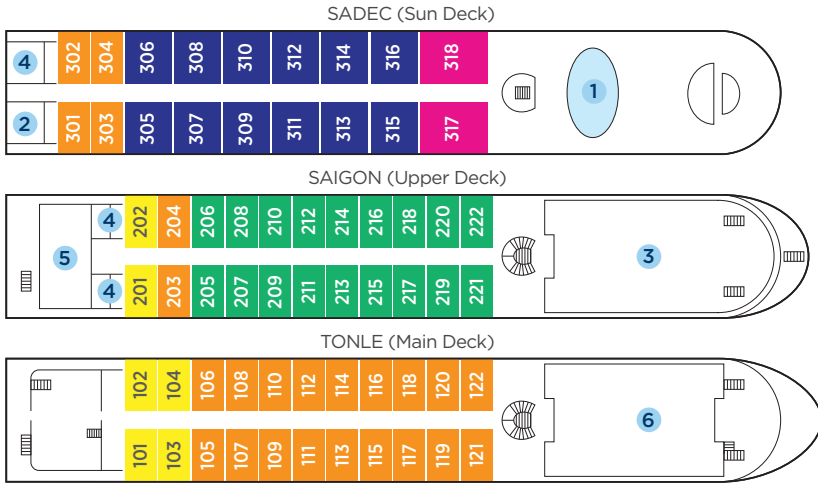 SADEC (Sun Deck)
4 302 304 306 308 310 312 314 316 318
1
2 301 303 305 307 309 311 313 315 317
SAIGON (Upper Deck)
4 202 204 206 208 210 212 214 216 218 220 222
5 3
4 201 203 205 207 209 211 213 215 217 219 221
TONLE (Main Deck)
102 104 106 108 110 112 114 116 118 120 122
6
101 103 105 107 109 111 113 115 117 119 121